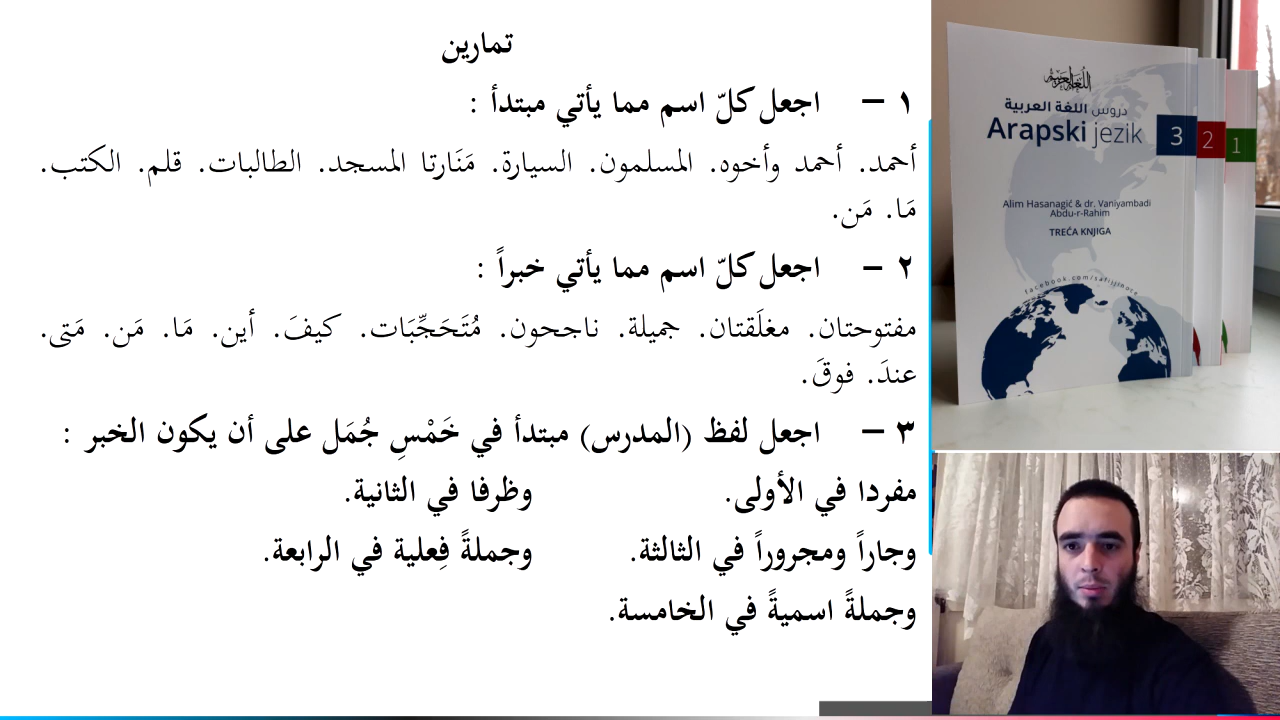 تمارين
١ – اجعل كلّ اسم مما يأتي مبتدأ :
أحمد. أحمد وأخوه. المسلمون. السيارة. مَنَارتا المسجد. الطالبات. قلم. الكتب.
مَا. مَن.
٢ – اجعل كلّ اسم مما يأتي خبراً :
مفتوحتان. مغلَقتان. جميلة. ناجحون. مُتَحَجِّبَات. كيفَ. أين. مَا. مَن. مَتى.
عندَ. فوقَ.
٣ – اجعل لفظ (المدرس) مبتدأ في خَمْسِ جُمَل على أن يكون الخبر :
مفردا في الأولى. وظرفا في الثانية.
وجاراً ومجروراً في الثالثة. وجملةً فِعلية في الرابعة.
وجملةً اسميةً في الخامسة.
اللغة العربية
دروس اللغة العربية
Arapski jezik 3 2 1
Alim Hasanagić & dr. Vaniyambadi
Abdu-r-Rahim
TREĆA KNJIGA